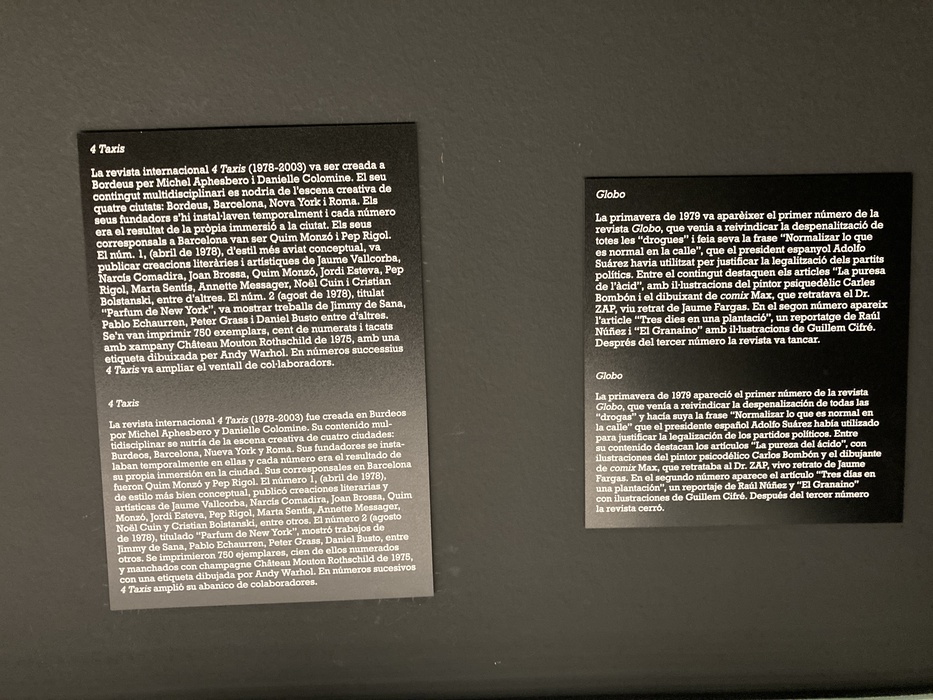 4 Taxis
La revista internacional 4 Taxis (1978-2003) va ser creada a
Bordeus per Michel Aphesbero i Danielle Colomine. El seu
contingut multidisciplinari es nodria de l'escena creativa de
quatre ciutats: Bordeus, Barcelona, Nova York i Roma. Els
seus fundadors s'hi instal·laven temporalment i cada número
era el resultat de la pròpia immersió a la ciutat. Els seus
corresponsals a Barcelona van ser Quim Monzó i Pep Rigol.
El núm. 1, (abril de 1978), d'estil més aviat conceptual, va
publicar creacions literàries i artístiques de Jaume Vallcorba,
Narcís Comadira, Joan Brossa, Quim Monzó, Jordi Esteva, Pep
Rigol, Marta Sentís, Annette Messager, Noël Cuin i Cristian
Bolstanski, entre d'altres. El núm. 2 (agost de 1978), titulat
"Parfum de New York", va mostrar treballs de Jimmy de Sana,
Pablo Echaurren, Peter Grass i Daniel Busto entre d'altres.
Se'n van imprimir 750 exemplars, cent de numerats i tacats
amb xampany Château Mouton Rothschild de 1975, amb una
etiqueta dibuixada per Andy Warhol. En números successius
4 Taxis va ampliar el ventall de col·laboradors.
4 Taxis
La revista internacional 4 Taxis (1978-2003) fue creada en Burdeos
por Michel Aphesbero y Danielle Colomine. Su contenido mul-
tidisciplinar se nutría de la escena creativa de cuatro ciudades:
Burdeos, Barcelona, Nueva York y Roma. Sus fundadores se insta-
laban temporalmente en ellas y cada número era el resultado de
su propia inmersión en la ciudad. Sus corresponsales en Barcelona
fueron Quim Monzó y Pep Rigol. El número 1, (abril de 1978),
de estilo más bien conceptual, publicó creaciones literarias y
artísticas de Jaume Vallcorba, Narcís Comadira, Joan Brossa, Quim
Monzó, Jordi Esteva, Pep Rigol, Marta Sentís, Annette Messager,
Noël Cuin y Cristian Bolstanski, entre otros. El número 2 (agosto
de 1978), titulado "Parfum de New York", mostró trabajos de
Jimmy de Sana, Pablo Echaurren, Peter Grass, Daniel Busto, entre
otros. Se imprimieron 750 ejemplares, cien de ellos numerados
y manchados con champagne Château Mouton Rothschild de 1975,
con una etiqueta dibujada por Andy Warhol. En números sucesivos
4 Taxis amplió su abanico de colaboradores.
Globo
La primavera de 1979 va aparèixer el primer número de la
revista Globo, que venia a reivindicar la despenalització de
totes les "drogues" i feia seva la frase "Normalizar lo que
es normal en la calle", que el president espanyol Adolfo
Suárez havia utilitzat per justificar la legalització dels partits
polítics. Entre el contingut destaquen els articles "La puresa
de l'àcid", amb il·lustracions del pintor psiquedèlic Carles
Bombón i el dibuixant de comix Max, que retratava el Dr.
ZAP, viu retrat de Jaume Fargas. En el segon número apareix
l'article "Tres dies en una plantació", un reportatge de Raúl
Núñez i "El Granaino" amb il·lustracions de Guillem Cifré.
Després del tercer número la revista va tancar.
Globo
La primavera de 1979 apareció el primer número de la revista
Globo, que venía a reivindicar la despenalización de todas las
"drogas" y hacía suya la frase "Normalizar lo que es normal en
la calle" que el presidente español Adolfo Suárez había utilizado
para justificar la legalización de los partidos políticos. Entre
su contenido destacan los artículos "La pureza del ácido", con
ilustraciones del pintor psicodélico Carlos Bombón y el dibujante
de comix Max, que retrataba al Dr. ZAP, vivo retrato de Jaume
Fargas. En el segundo número aparece el artículo "Tres días en
una plantación", un reportaje de Raúl Núñez y "El Granaino"
con ilustraciones de Guillem Cifré. Después del tercer número
la revista cerró.